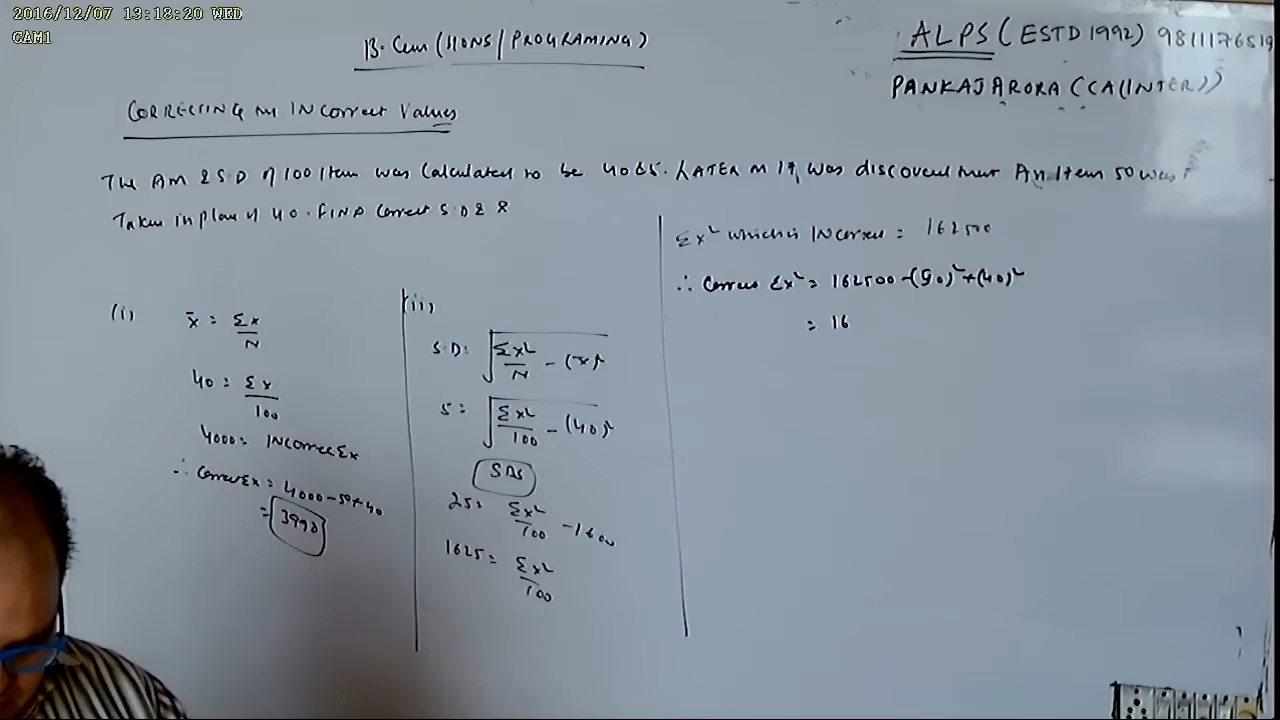 2016/12/07 13:18:20 WED
CAM1
B.Com (HONS/PROGRAMING)
ALPS (ESTD 1992) 9811176519
PANKAJ ARORA (CA(INTER))
CORRECTING An INCorrect Values
The AM & S.D of 100 Item was Calculated to be 40 & 5. LATER on IT was discovered that An Item 50 was
Taken in place of 40. FIND Correct S.D & x̄
(i)
x̄ = Σx/N
40 = Σx/100
4000 = INCorrect Σx
∴ Correct Σx = 4000 - 50 + 40
= 3990
(ii)
S.D = √Σx²/N - (x̄)²
5 = √Σx²/100 - (40)²
SBS
25 = Σx²/100 - 1600
1625 = Σx²/100
Σx² which is INCorrect = 162500
∴ Correct Σx² = 162500 - (50)² + (40)²
= 16